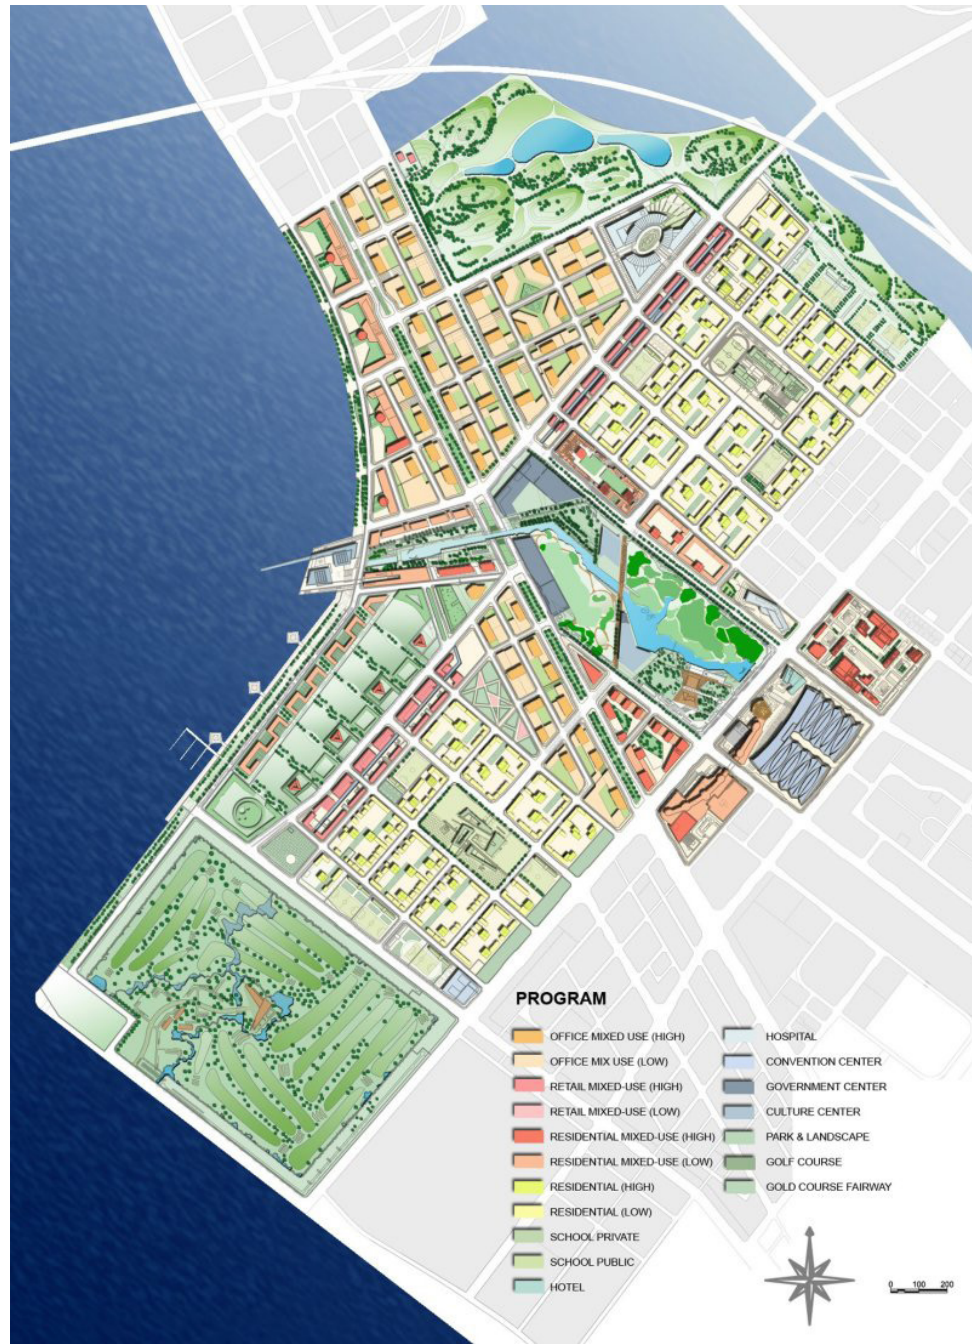 PROGRAM
OFFICE MIXED USE (HIGH)
OFFICE MIX USE (LOW)
RETAIL MIXED-USE (HIGH)
RETAIL MIXED-USE (LOW)
RESIDENTIAL MIXED-USE (HIGH)
RESIDENTIAL MIXED-USE (LOW)
RESIDENTIAL (HIGH)
RESIDENTIAL (LOW)
SCHOOL PRIVATE
SCHOOL PUBLIC
HOTEL
HOSPITAL
CONVENTION CENTER
GOVERNMENT CENTER
CULTURE CENTER
PARK & LANDSCAPE
GOLF COURSE
GOLD COURSE FAIRWAY
0 100 200